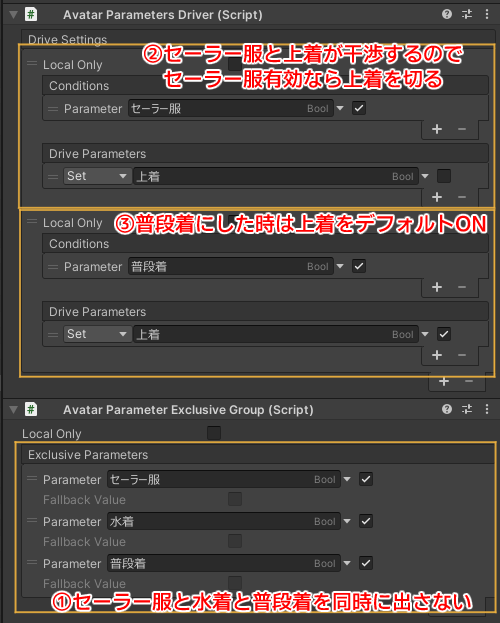 Avatar Parameters Driver (Script)
Drive Settings
②セーラー服と上着が干渉するので
セーラー服有効なら上着を切る
Local Only
Conditions
Parameter セーラー服 Bool
Drive Parameters
Set 上着 Bool
③普段着にした時は上着をデフォルトON
Local Only
Conditions
Parameter 普段着 Bool
Drive Parameters
Set 上着 Bool
Avatar Parameter Exclusive Group (Script)
Local Only
Exclusive Parameters
Parameter セーラー服 Bool
Fallback Value
Parameter 水着 Bool
Fallback Value
Parameter 普段着 Bool
Fallback Value
①セーラー服と水着と普段着を同時に出さない